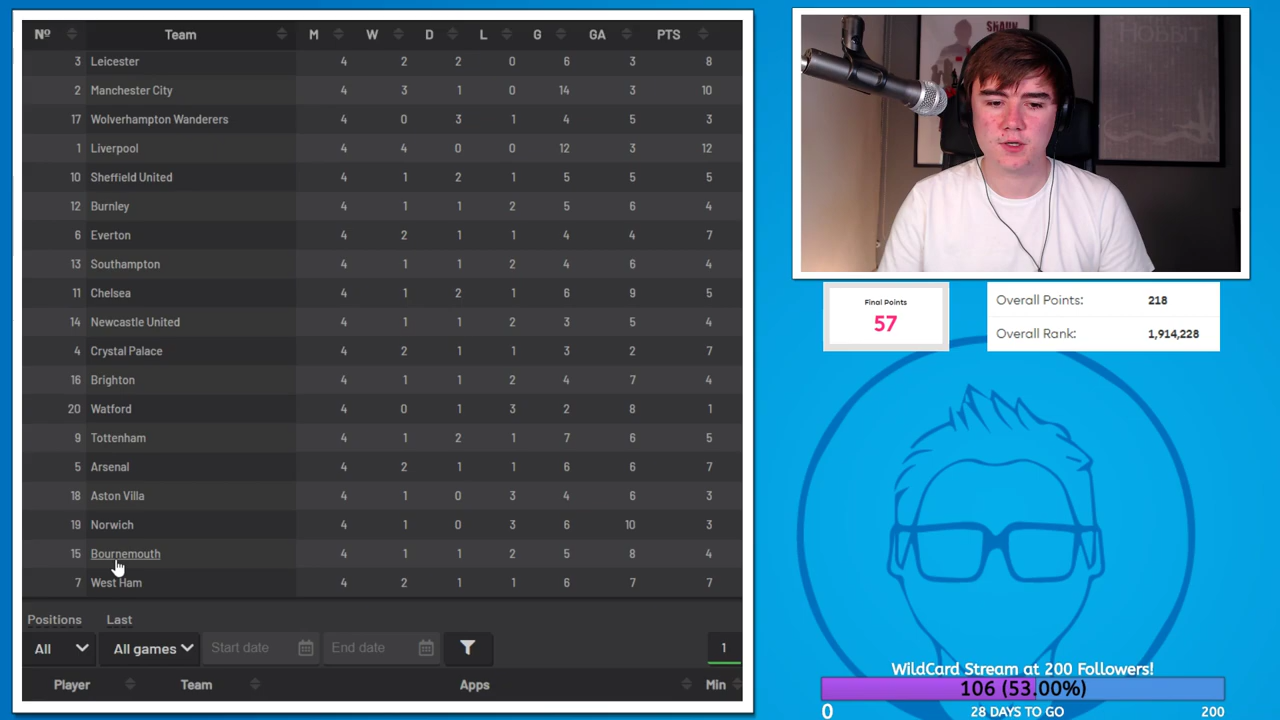 Nº Team M W D L G GA PTS
3 Leicester 4 2 2 0 6 3 8
2 Manchester City 4 3 1 0 14 3 10
17 Wolverhampton Wanderers 4 0 3 1 4 5 3
1 Liverpool 4 4 0 0 12 3 12
10 Sheffield United 4 1 2 1 5 5 5
12 Burnley 4 1 1 2 5 6 4
6 Everton 4 2 1 1 4 4 7
13 Southampton 4 1 1 2 4 6 4
11 Chelsea 4 1 2 1 6 9 5
14 Newcastle United 4 1 1 2 3 5 4
4 Crystal Palace 4 2 1 1 3 2 7
16 Brighton 4 1 1 2 4 7 4
20 Watford 4 0 1 3 2 8 1
9 Tottenham 4 1 2 1 7 6 5
5 Arsenal 4 2 1 1 6 6 7
18 Aston Villa 4 1 0 3 4 6 3
19 Norwich 4 1 0 3 6 10 3
15 Bournemouth 4 1 1 2 5 8 4
7 West Ham 4 2 1 1 6 7 7
Positions Last
All All games Start date End date 1
Player Team Apps Min
SHAUN
HOBBIT
Final Points
57
Overall Points: 218
Overall Rank: 1,914,228
WildCard Stream at 200 Followers!
106 (53.00%)
0 28 DAYS TO GO 200